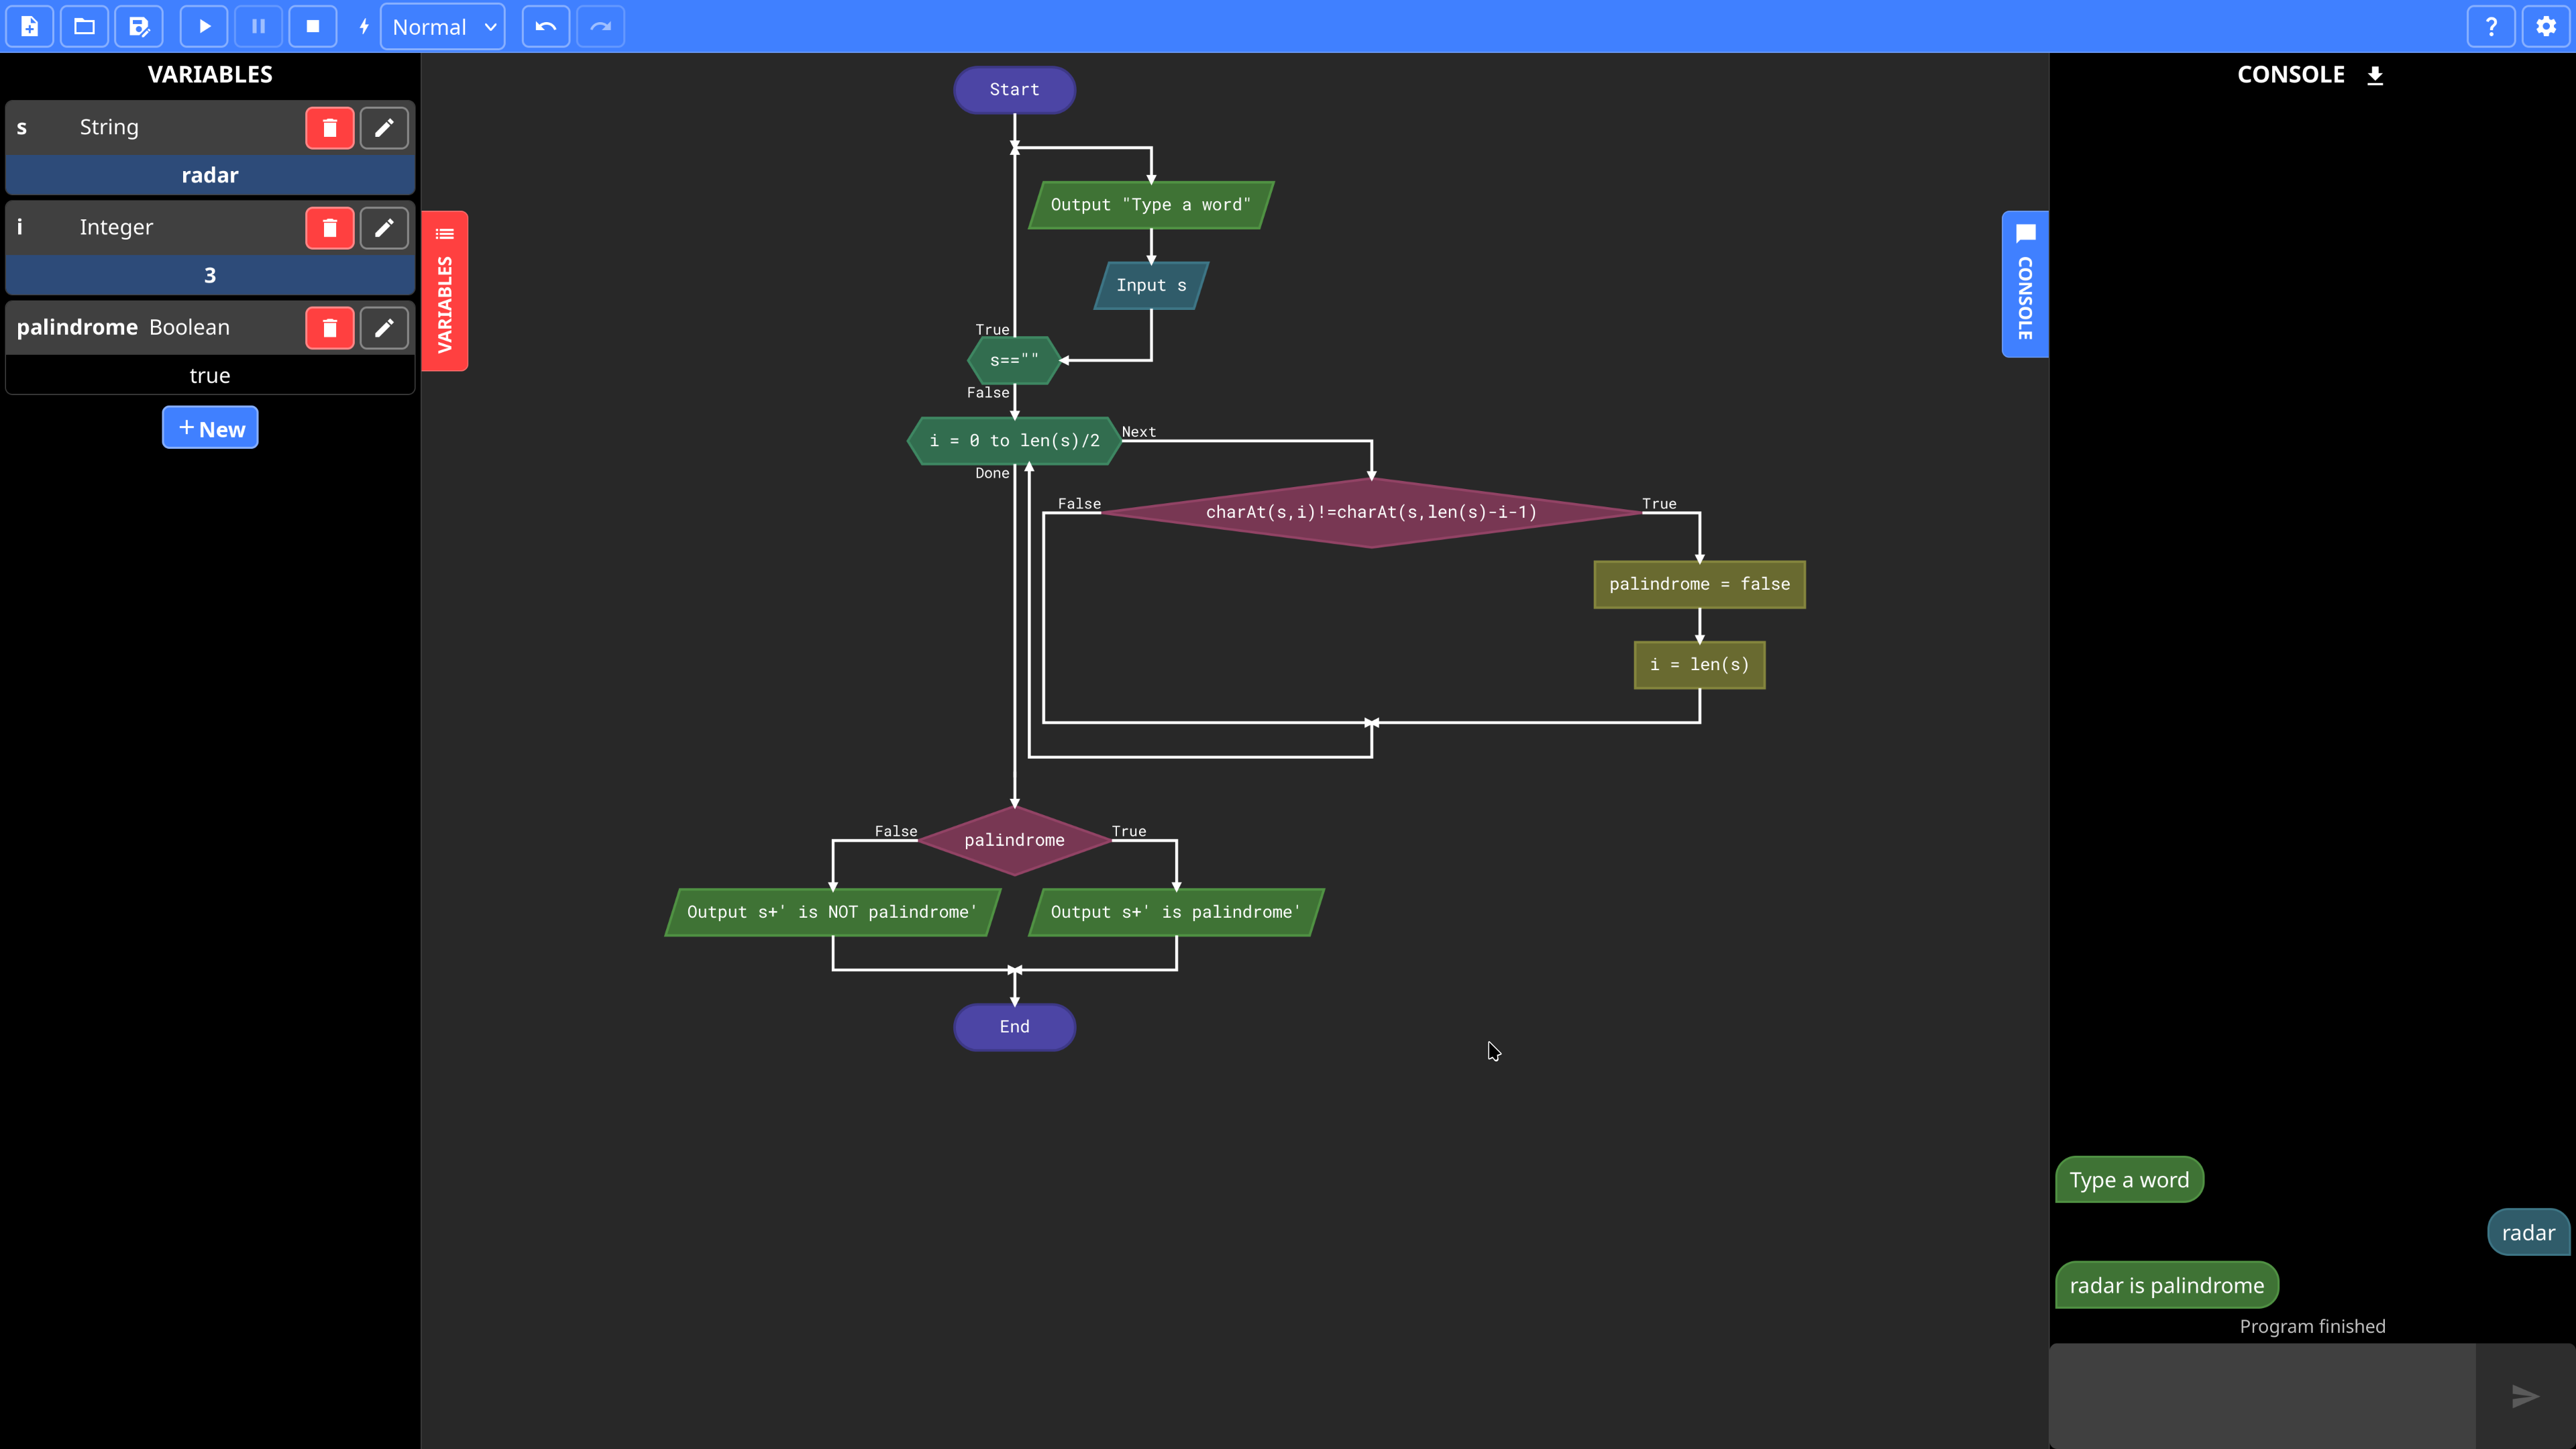 Normal
?
VARIABLES
s String
radar
i Integer
3
palindrome Boolean
true
+ New
VARIABLES
Start
Output "Type a word"
Input s
True
s==""
False
i = 0 to len(s)/2
Next
Done
False
charAt(s,i)!=charAt(s,len(s)-i-1)
True
palindrome = false
i = len(s)
False
palindrome
True
Output s+' is NOT palindrome'
Output s+' is palindrome'
End
CONSOLE
CONSOLE
Type a word
radar
radar is palindrome
Program finished